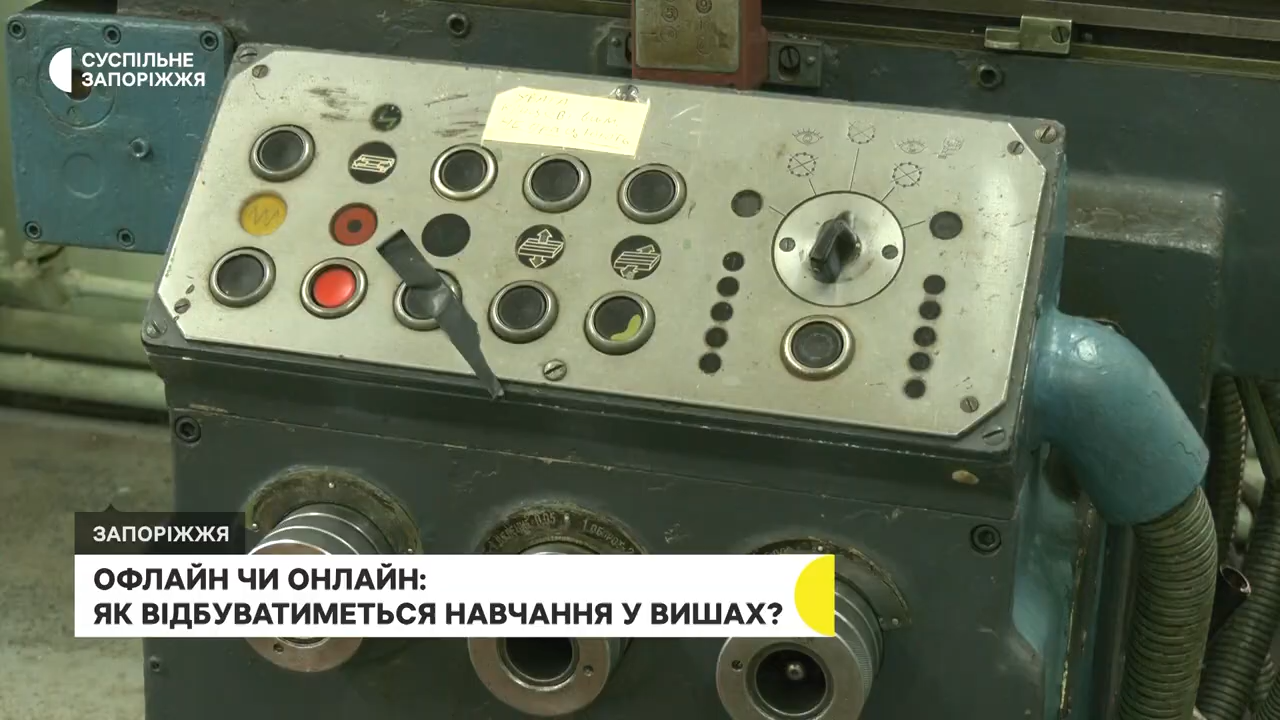 СУСПІЛЬНЕ
ЗАПОРІЖЖЯ
ЗАПОРІЖЖЯ
ОФЛАЙН ЧИ ОНЛАЙН:
ЯК ВІДБУВАТИМЕТЬСЯ НАВЧАННЯ У ВИШАХ?